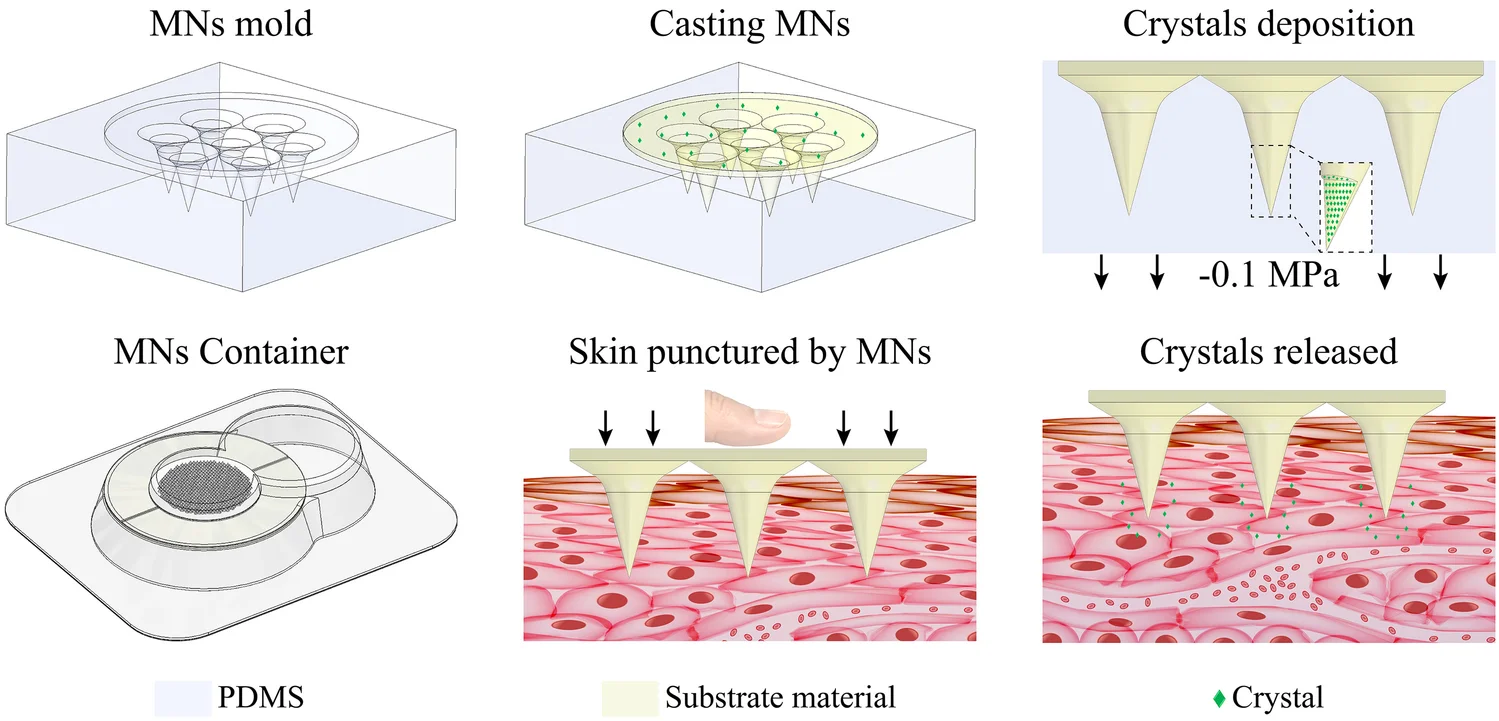 MNs mold
Casting MNs
Crystals deposition
-0.1 MPa
MNs Container
Skin punctured by MNs
Crystals released
PDMS
Substrate material
Crystal